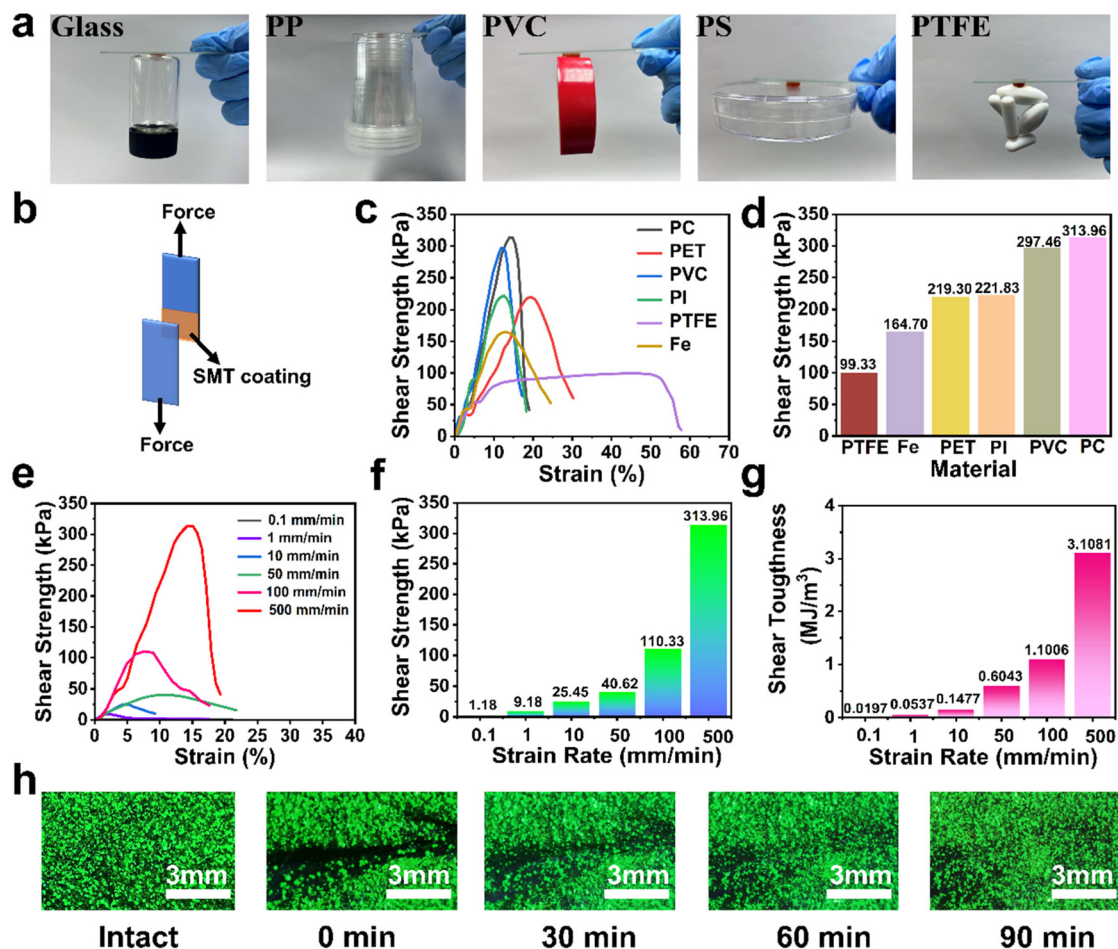 a
Glass
PP
PVC
PS
PTFE
b
Force
SMT coating
Force
c
Shear Strength (kPa)
350
300
250
200
150
100
50
0
PC
PET
PVC
PI
PTFE
Fe
0 10 20 30 40 50 60 70
Strain (%)
d
Shear Strength (kPa)
350
300
250
200
150
100
50
0
99.33
164.70
219.30
221.83
297.46
313.96
PTFE Fe PET PI PVC PC
Material
e
Shear Strength (kPa)
350
300
250
200
150
100
50
0
0.1 mm/min
1 mm/min
10 mm/min
50 mm/min
100 mm/min
500 mm/min
0 5 10 15 20 25 30 35 40
Strain (%)
f
Shear Strength (kPa)
350
300
250
200
150
100
50
0
1.18
9.18
25.45
40.62
110.33
313.96
0.1 1 10 50 100 500
Strain Rate (mm/min)
g
Shear Tougthness
(MJ/m³)
4
3
2
1
0
0.0197
0.0537
0.1477
0.6043
1.1006
3.1081
0.1 1 10 50 100 500
Strain Rate (mm/min)
h
3mm
3mm
3mm
3mm
3mm
Intact
0 min
30 min
60 min
90 min